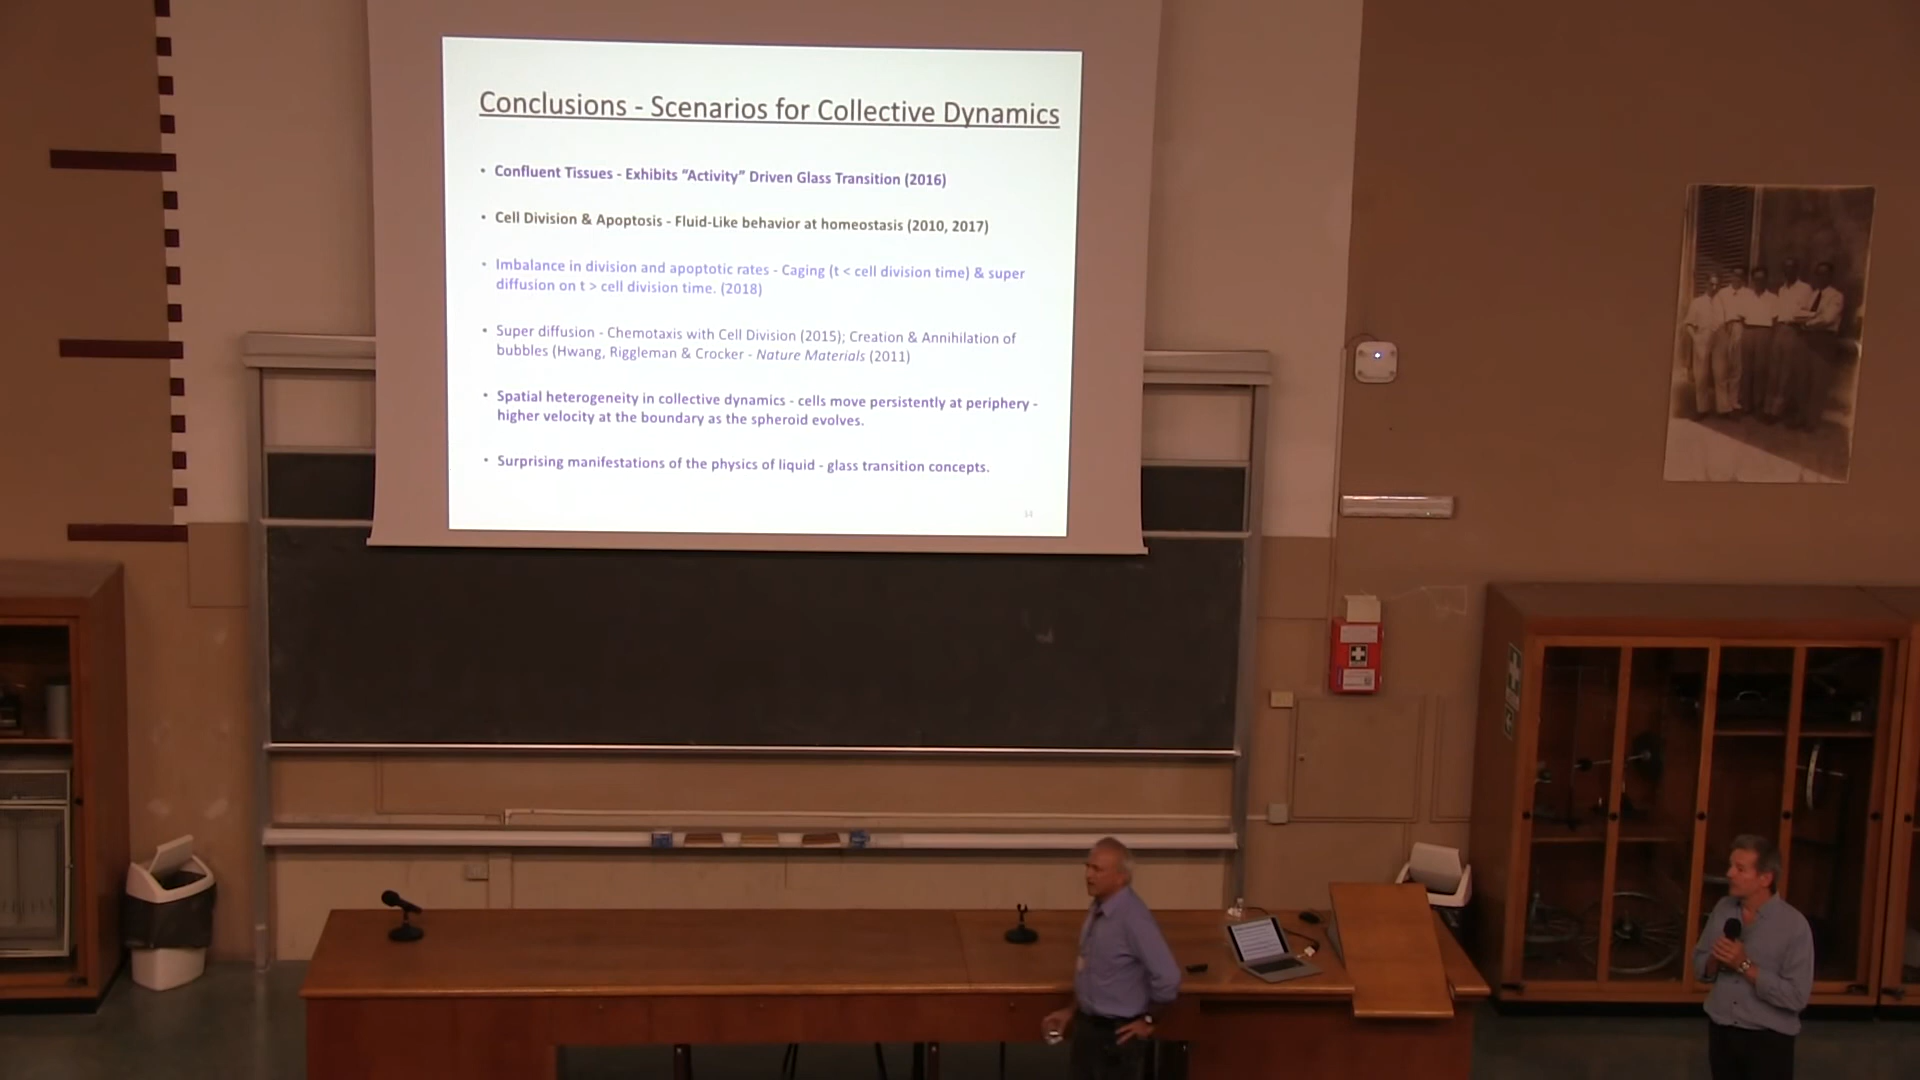 Conclusions - Scenarios for Collective Dynamics
• Confluent Tissues - Exhibits “Activity” Driven Glass Transition (2016)
• Cell Division & Apoptosis - Fluid-Like behavior at homeostasis (2010, 2017)
• Imbalance in division and apoptotic rates - Caging (t < cell division time) & super
diffusion on t > cell division time. (2018)
• Super diffusion - Chemotaxis with Cell Division (2015); Creation & Annihilation of
bubbles (Hwang, Riggleman & Crocker - Nature Materials (2011)
• Spatial heterogeneity in collective dynamics - cells move persistently at periphery -
higher velocity at the boundary as the spheroid evolves.
• Surprising manifestations of the physics of liquid - glass transition concepts.